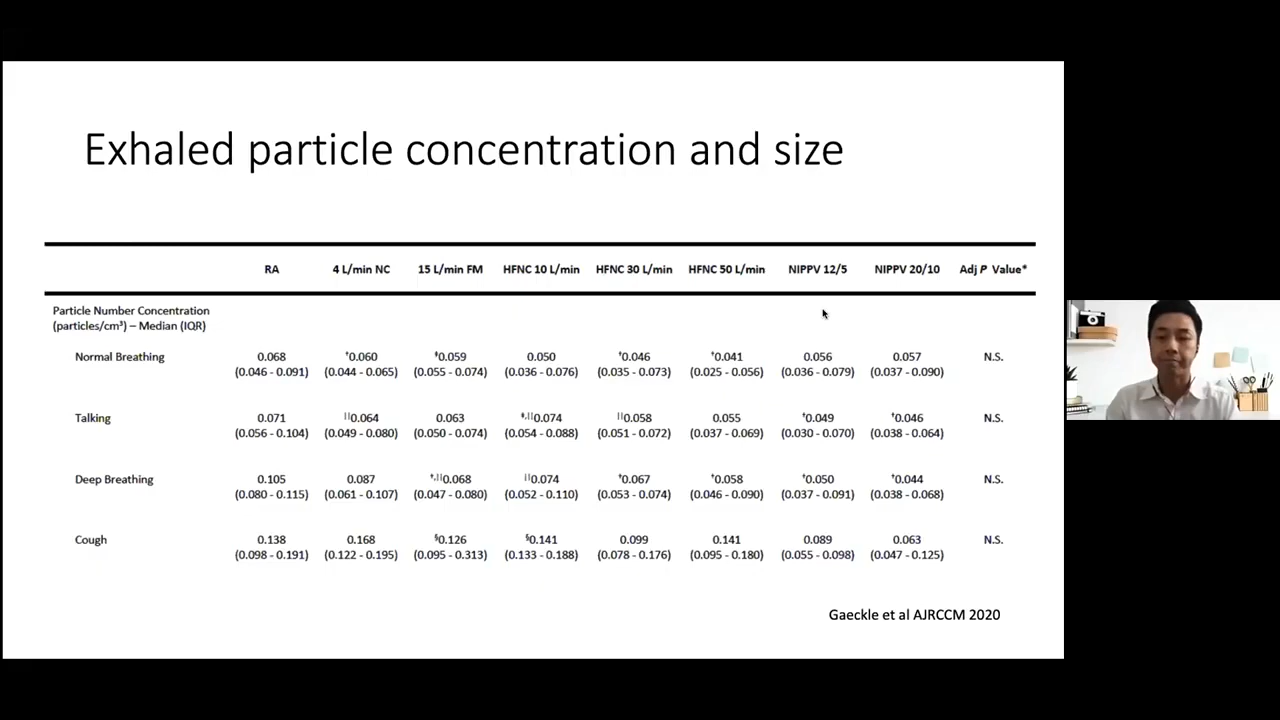 Exhaled particle concentration and size
RA 4 L/min NC 15 L/min FM HFNC 10 L/min HFNC 30 L/min HFNC 50 L/min NIPPV 12/5 NIPPV 20/10 Adj P Value*
Particle Number Concentration
(particles/cm³) – Median (IQR)
Normal Breathing 0.068 †0.060 ‡0.059 0.050 †0.046 †0.041 0.056 0.057 N.S.
(0.046 - 0.091) (0.044 - 0.065) (0.055 - 0.074) (0.036 - 0.076) (0.035 - 0.073) (0.025 - 0.056) (0.036 - 0.079) (0.037 - 0.090)
Talking 0.071 ||0.064 0.063 ‡,||0.074 ||0.058 0.055 †0.049 †0.046 N.S.
(0.056 - 0.104) (0.049 - 0.080) (0.050 - 0.074) (0.054 - 0.088) (0.051 - 0.072) (0.037 - 0.069) (0.030 - 0.070) (0.038 - 0.064)
Deep Breathing 0.105 0.087 †,||0.068 ||0.074 †0.067 †0.058 †0.050 †0.044 N.S.
(0.080 - 0.115) (0.061 - 0.107) (0.047 - 0.080) (0.052 - 0.110) (0.053 - 0.074) (0.046 - 0.090) (0.037 - 0.091) (0.038 - 0.068)
Cough 0.138 0.168 §0.126 §0.141 0.099 0.141 0.089 0.063 N.S.
(0.098 - 0.191) (0.122 - 0.195) (0.095 - 0.313) (0.133 - 0.188) (0.078 - 0.176) (0.095 - 0.180) (0.055 - 0.098) (0.047 - 0.125)
Gaeckle et al AJRCCM 2020